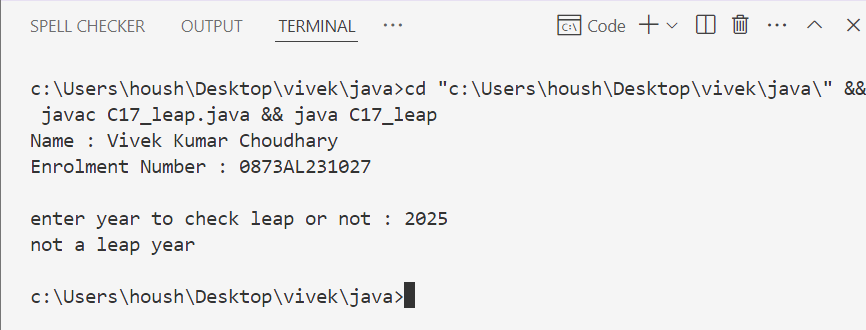 SPELL CHECKER OUTPUT TERMINAL ··· Code ···
c:\Users\housh\Desktop\vivek\java>cd "c:\Users\housh\Desktop\vivek\java\" &&
javac C17_leap.java && java C17_leap
Name : Vivek Kumar Choudhary
Enrolment Number : 0873AL231027
enter year to check leap or not : 2025
not a leap year
c:\Users\housh\Desktop\vivek\java>